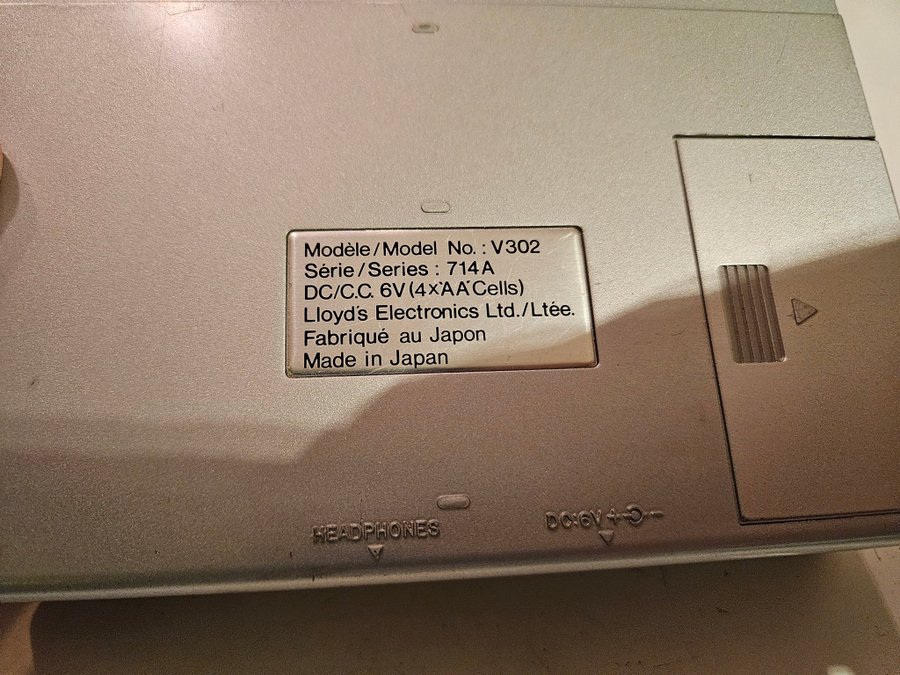 Modèle/Model No.: V302
Série/Series : 714A
DC/C.C. 6V (4×"AA" Cells)
Lloyd's Electronics Ltd./Ltée.
Fabriqué au Japon
Made in Japan
HEADPHONES
DC:6V